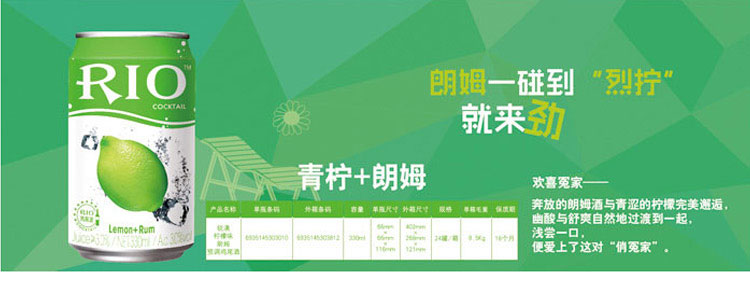 RIO™
COCKTAIL
Lemon+Rum
朗姆一碰到 “烈拧”
就来劲
青柠+朗姆
产品名称 单瓶条码 外箱条码 容量 单瓶尺寸 外箱尺寸 规格 单箱毛重 保质期
330ml 24罐/箱 18个月
欢喜冤家——
奔放的朗姆酒与青涩的柠檬完美邂逅，
幽酸与舒爽自然地过渡到一起，
浅尝一口，
便爱上了这对“俏冤家”。